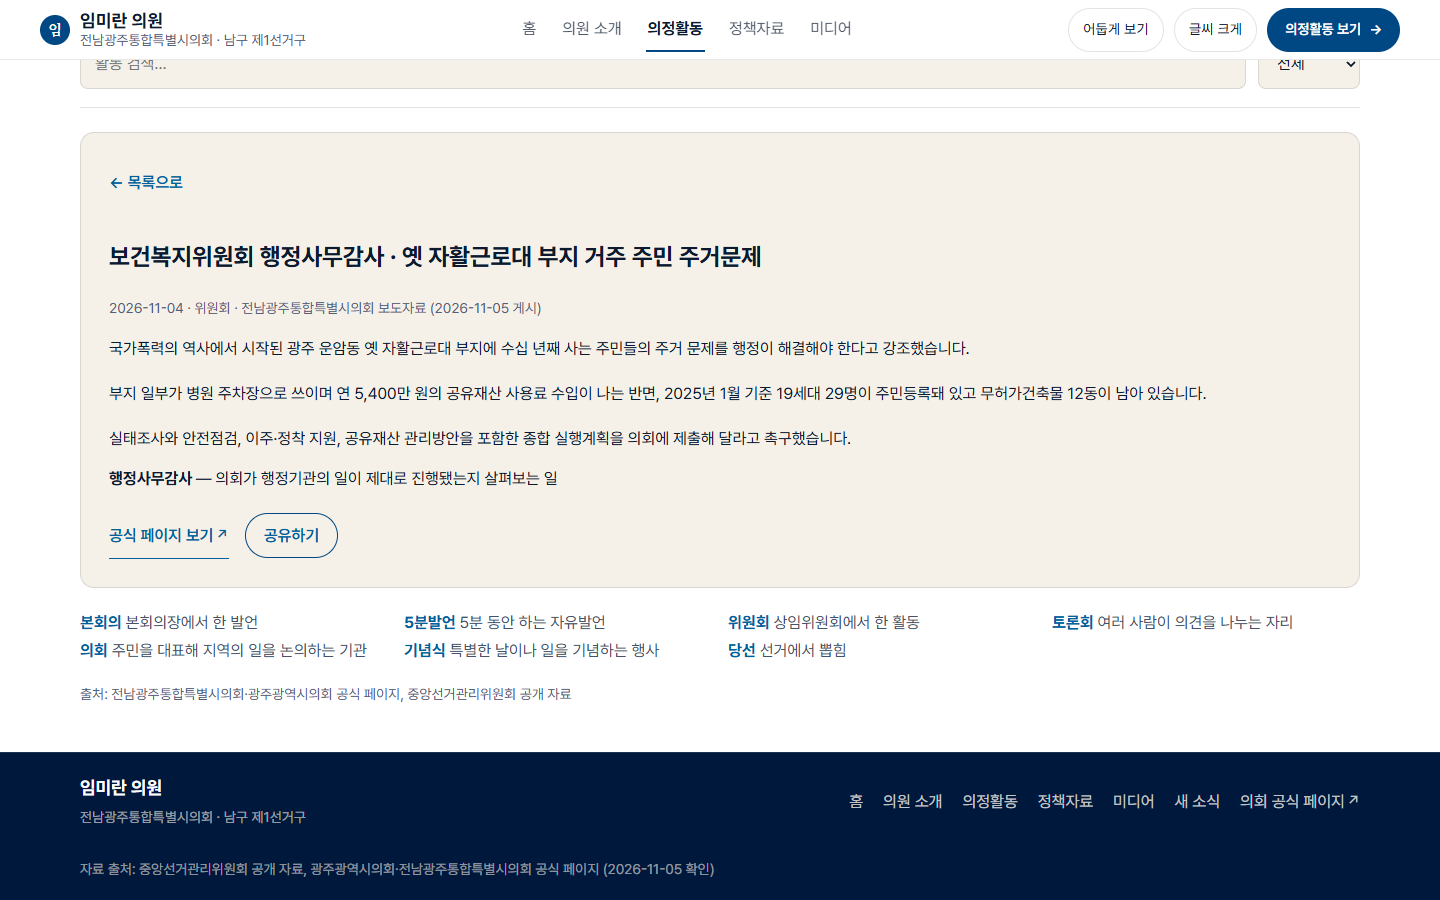 임
임미란 의원
전남광주통합특별시의회 · 남구 제1선거구
홈 의원 소개 의정활동 정책자료 미디어
어둡게 보기 글씨 크게 의정활동 보기 →
활동 검색...
전체
← 목록으로
보건복지위원회 행정사무감사 · 옛 자활근로대 부지 거주 주민 주거문제
2026-11-04 · 위원회 · 전남광주통합특별시의회 보도자료 (2026-11-05 게시)
국가폭력의 역사에서 시작된 광주 운암동 옛 자활근로대 부지에 수십 년째 사는 주민들의 주거 문제를 행정이 해결해야 한다고 강조했습니다.
부지 일부가 병원 주차장으로 쓰이며 연 5,400만 원의 공유재산 사용료 수입이 나는 반면, 2025년 1월 기준 19세대 29명이 주민등록돼 있고 무허가건축물 12동이 남아 있습니다.
실태조사와 안전점검, 이주·정착 지원, 공유재산 관리방안을 포함한 종합 실행계획을 의회에 제출해 달라고 촉구했습니다.
행정사무감사 — 의회가 행정기관의 일이 제대로 진행됐는지 살펴보는 일
공식 페이지 보기 ↗ 공유하기
본회의 본회의장에서 한 발언 5분발언 5분 동안 하는 자유발언 위원회 상임위원회에서 한 활동 토론회 여러 사람이 의견을 나누는 자리
의회 주민을 대표해 지역의 일을 논의하는 기관 기념식 특별한 날이나 일을 기념하는 행사 당선 선거에서 뽑힘
출처: 전남광주통합특별시의회·광주광역시의회 공식 페이지, 중앙선거관리위원회 공개 자료
임미란 의원
전남광주통합특별시의회 · 남구 제1선거구
홈 의원 소개 의정활동 정책자료 미디어 새 소식 의회 공식 페이지 ↗
자료 출처: 중앙선거관리위원회 공개 자료, 광주광역시의회·전남광주통합특별시의회 공식 페이지 (2026-11-05 확인)